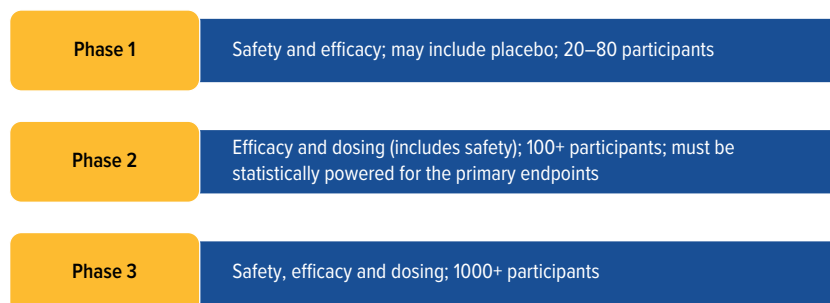 Phase 1
Safety and efficacy; may include placebo; 20–80 participants
Phase 2
Efficacy and dosing (includes safety); 100+ participants; must be
statistically powered for the primary endpoints
Phase 3
Safety, efficacy and dosing; 1000+ participants